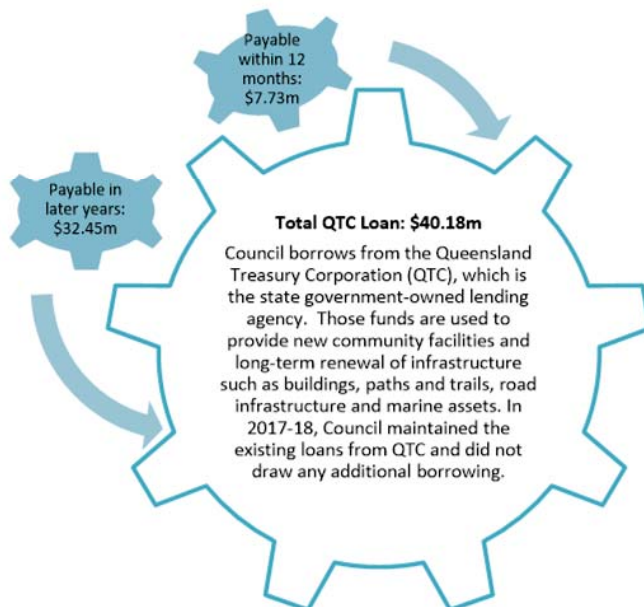 Payable
within 12
months:
$7.73m
Payable in
later years:
$32.45m
Total QTC Loan: $40.18m
Council borrows from the Queensland
Treasury Corporation (QTC), which is
the state government-owned lending
agency.  Those funds are used to
provide new community facilities and
long-term renewal of infrastructure
such as buildings, paths and trails, road
infrastructure and marine assets. In
2017-18, Council maintained the
existing loans from QTC and did not
draw any additional borrowing.